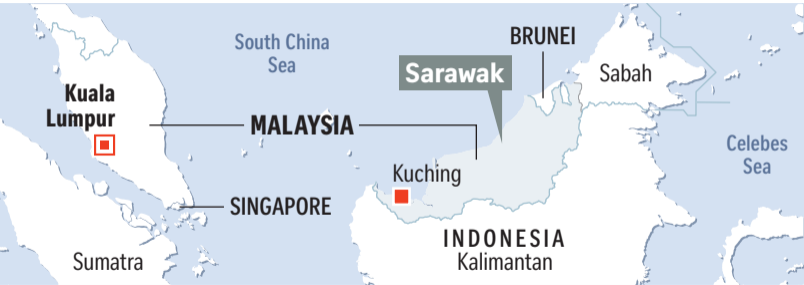 South China
Sea
BRUNEI
Sarawak
Sabah
Kuala
Lumpur
MALAYSIA
Celebes
Sea
Kuching
SINGAPORE
INDONESIA
Kalimantan
Sumatra